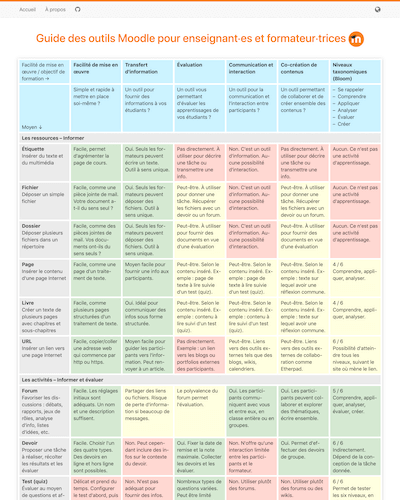 Accueil À propos
Guide des outils Moodle pour enseignant·es et formateur·trices
Facilité de mise en œuvre / objectif de formation → Facilité de mise en œuvre Transfert d'information Évaluation Communication et interaction Co-création de contenus Niveaux taxonomiques (Bloom)
Moyen ↓ Simple et rapide à mettre en place soi-même ? Un outil pour fournir des informations à vos étudiants ? Un outil vous permettant d'évaluer les apprentissages de vos étudiants ? Un outil pour la communication et l'interaction entre participants ? Un outil permettant de collaborer et de créer ensemble des contenus ? – Se rappeler – Comprendre – Appliquer – Analyser – Évaluer – Créer
Les ressources – Informer
Étiquette Insérer du texte et du multimédia Facile, permet d'agrémenter la page de cours. Oui. Seuls les formateurs peuvent écrire un texte. Outil à sens unique. Pas directement. À utiliser pour décrire une tâche ou transmettre une info. Non. C'est un outil d'information. Aucune possibilité d'interaction. Pas directement. À utiliser pour décrire une tâche ou transmettre une info. Aucun. Ce n'est pas une activité d'apprentissage.
Fichier Déposer un simple fichier Facile, comme une pièce jointe de mail. Votre document a-t-il du sens seul ? Oui. Seuls les formateurs peuvent déposer des fichiers. Outil à sens unique. Peut-être. À utiliser pour donner une tâche. Récupérer les fichiers avec un devoir ou un forum. Non. C'est un outil d'information. Aucune possibilité d'interaction. Peut-être. À utiliser pour donner une tâche. Récupérer les fichiers avec un devoir ou un forum. Aucun. Ce n'est pas une activité d'apprentissage.
Dossier Déposer plusieurs fichiers dans un répertoire Facile, comme des pièces jointes de mail. Vos documents ont-ils du sens seuls ? Oui. Seuls les formateurs peuvent déposer des fichiers. Outil à sens unique. Peut-être. À utiliser pour fournir des documents en vue d'une évaluation Non. C'est un outil d'information. Aucune possibilité d'interaction. Peut-être. À utiliser pour fournir des documents en vue d'une évaluation Aucun. Ce n'est pas une activité d'apprentissage.
Page Insérer le contenu d'une page Internet Facile, comme une page d'un traitement de texte. Moyen facile pour fournir une info aux participants. Peut-être. Selon le contenu inséré. Exemple : page de texte à lire suivie d'un test (quiz). Peut-être. Selon le contenu inséré. Exemple : page de texte à lire suivie d'un test (quiz). Peut-être. Selon le contenu inséré. Exemple : texte sur lequel avoir une réflexion commune. 4 / 6 Comprendre, appliquer, analyser.
Livre Créer un texte de plusieurs pages avec chapitres et sous-chapitres Facile, comme plusieurs pages structurées d'un traitement de texte. Oui, idéal pour communiquer des infos sous forme structurée. Peut-être. Selon le contenu inséré. Exemple : contenu à lire suivi d'un test (quiz). Peut-être. Selon le contenu inséré. Exemple : contenu à lire suivi d'un test (quiz). Peut-être. Selon le contenu inséré. Exemple : texte sur lequel avoir une réflexion commune. 4 / 6 Comprendre, appliquer, analyser.
URL Insérer un lien vers une page Internet Facile, copier/coller une adresse web qui commence par http ou https. Moyen facile pour guider les participants vers l'information. Peut renvoyer à un article. Pas directement. Exemple : un lien vers les blogs ou portfolios externes des participants. Peut-être. Liens vers des outils externes tels que des blogs, wikis, calendriers. Peut-être. Liens vers des outils externes de collaboration comme Etherpad. 6 / 6 Possibilité d'atteindre tous les niveaux, suivant le site où mène le lien.
Les activités – Informer et évaluer
Forum Favoriser les discussions : débats, rapports, jeux de rôles, analyse d'info, listes d'idées, etc. Facile. Les réglages initiaux sont adéquats. Un nom et une description suffisent. Partager des liens ou fichiers. Risque de perte d'information si beaucoup de messages. Le polyvalence du forum permet l'évaluation. Oui. Les participants communiquent avec vous et entre eux, en classe entière ou en groupes. Oui. Les participants peuvent collaborer et explorer des thématiques, écrire ensemble. 5 / 6 Comprendre, appliquer, analyser, évaluer, créer.
Devoir Proposer une tâche à réaliser, récolter les résultats et les évaluer Facile. Choisir l'un des quatre types. Des devoirs en ligne et hors ligne sont possibles. Non. Peut cependant inclure des infos sur le contexte du devoir Oui. Fixer la date de remise et la note maximale. Collecter les devoirs et les évaluer. Non. N'offre qu'une interaction limitée entre les participants et le formateur Oui. Permet d'effectuer des devoirs de groupe. 6 / 6 Indirectement. Dépend de la conception de la tâche donnée.
Test (quiz) Évaluer du moyen de questions et af- Délicat et prend du temps. Configurer le test d'abord, puis Non. N'est pas adéquat pour fournir des infos. Nombreux types de questions variées. Peut être limité Non. Utiliser plutôt des forums. Non. Utiliser plutôt des forums ou des wikis. 6 / 6 Permet de tester les six niveaux, en